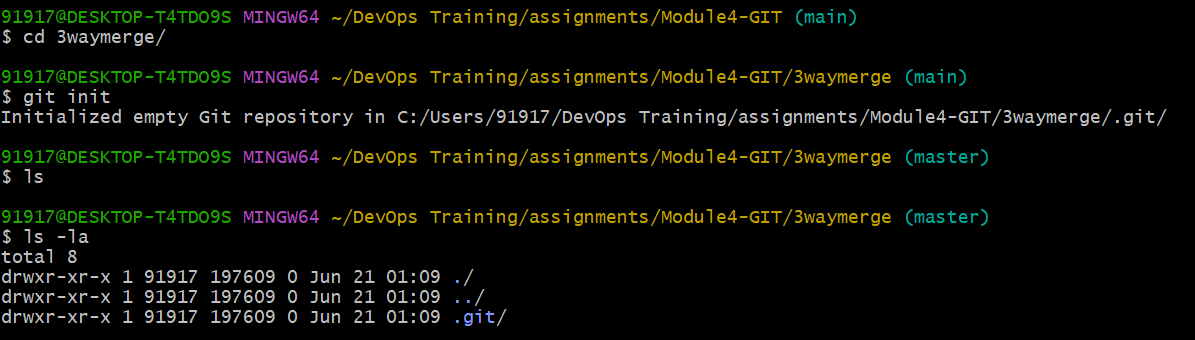 91917@DESKTOP-T4TDO9S MINGW64 ~/DevOps Training/assignments/Module4-GIT (main)
$ cd 3waymerge/
91917@DESKTOP-T4TDO9S MINGW64 ~/DevOps Training/assignments/Module4-GIT/3waymerge (main)
$ git init
Initialized empty Git repository in C:/Users/91917/DevOps Training/assignments/Module4-GIT/3waymerge/.git/
91917@DESKTOP-T4TDO9S MINGW64 ~/DevOps Training/assignments/Module4-GIT/3waymerge (master)
$ ls
91917@DESKTOP-T4TDO9S MINGW64 ~/DevOps Training/assignments/Module4-GIT/3waymerge (master)
$ ls -la
total 8
drwxr-xr-x 1 91917 197609 0 Jun 21 01:09 ./
drwxr-xr-x 1 91917 197609 0 Jun 21 01:09 ../
drwxr-xr-x 1 91917 197609 0 Jun 21 01:09 .git/